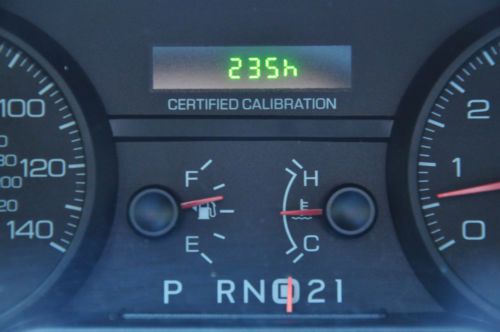 235h
CERTIFIED CALIBRATION
100
120
140
F
E
H
C
2
1
0
P RND21